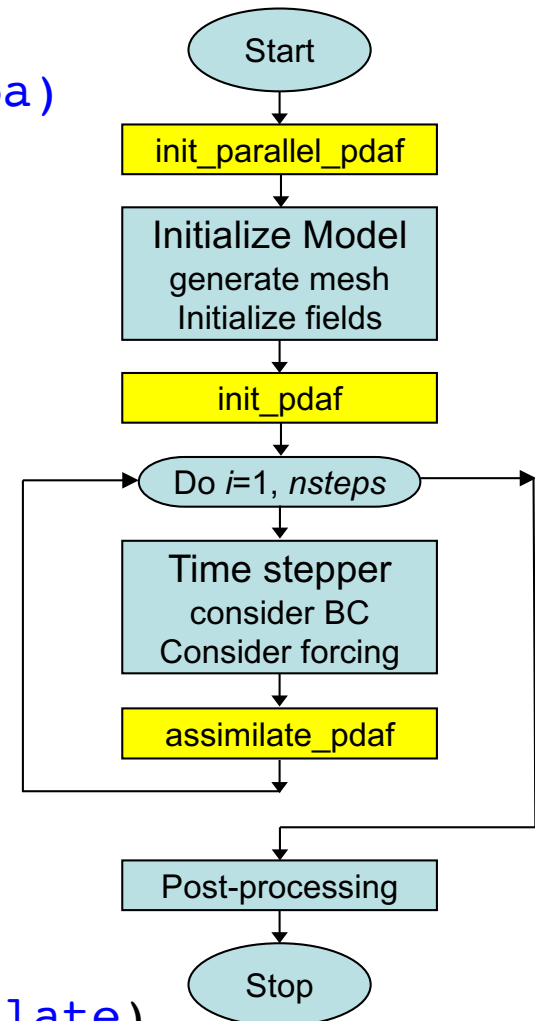 Start
a)
init_parallel_pdaf
Initialize Model
generate mesh
Initialize fields
init_pdaf
Do i=1, nsteps
Time stepper
consider BC
Consider forcing
assimilate_pdaf
Post-processing
Stop
late)